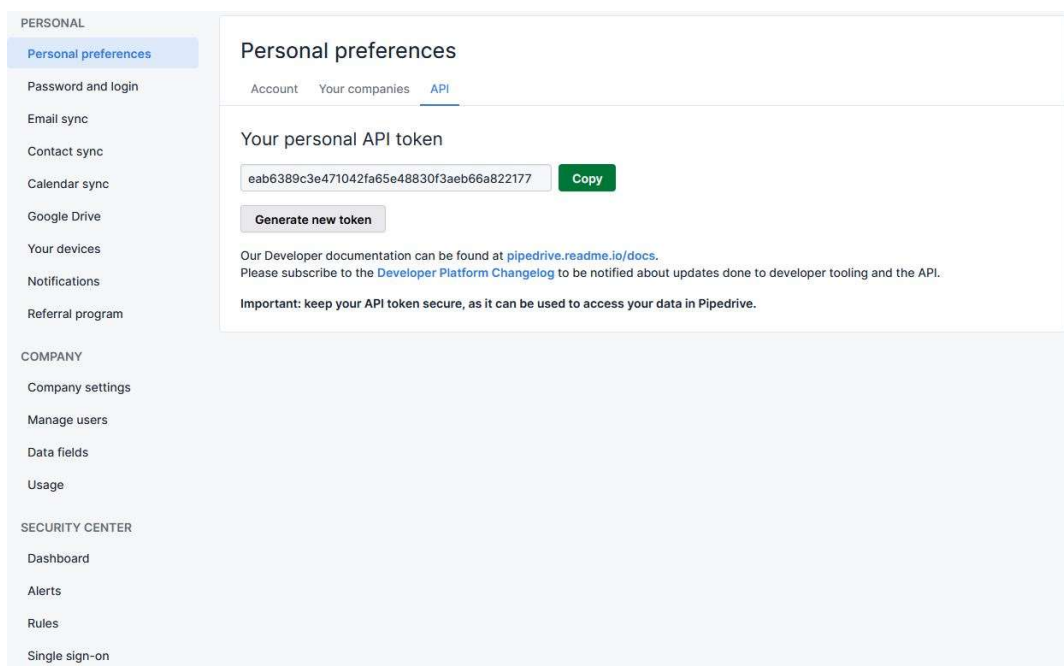 PERSONAL
Personal preferences
Password and login
Email sync
Contact sync
Calendar sync
Google Drive
Your devices
Notifications
Referral program
COMPANY
Company settings
Manage users
Data fields
Usage
SECURITY CENTER
Dashboard
Alerts
Rules
Single sign-on
Personal preferences
Account Your companies API
Your personal API token
eab6389c3e471042fa65e48830f3aeb66a822177 Copy
Generate new token
Our Developer documentation can be found at pipedrive.readme.io/docs.
Please subscribe to the Developer Platform Changelog to be notified about updates done to developer tooling and the API.
Important: keep your API token secure, as it can be used to access your data in Pipedrive.